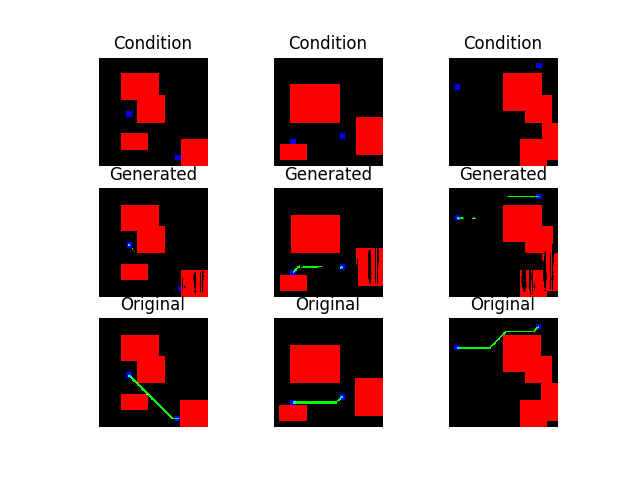 Condition
Condition
Condition
Generated
Generated
Generated
Original
Original
Original